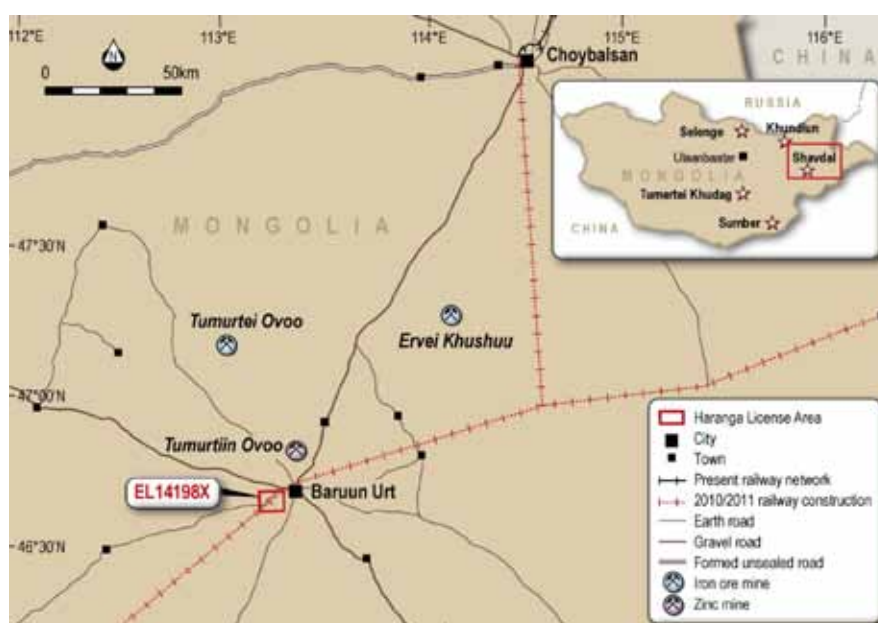 112°E
113°E
114°E
115°E
116°E
N
0
50km
Choybalsan
CHINA
RUSSIA
Selenge
Khundlun
Ulaanbaatar
Shavdal
MONGOLIA
Tumertei Khudag
Sumber
CHINA
MONGOLIA
47°30'N
Tumurtei Ovoo
Ervei Khushuu
47°00'N
Tumurtiin Ovoo
EL14198X
Baruun Urt
46°30'N
Haranga License Area
City
Town
Present railway network
2010/2011 railway construction
Earth road
Gravel road
Formed unsealed road
Iron ore mine
Zinc mine